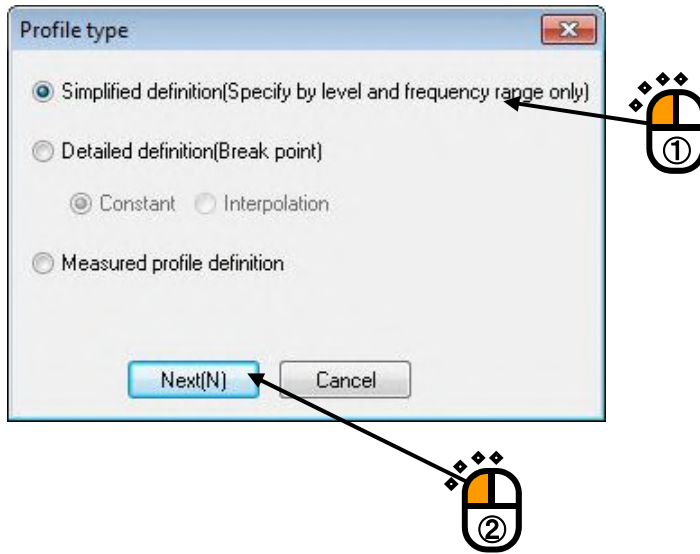 Profile type
Simplified definition(Specify by level and frequency range only)
①
Detailed definition(Break point)
Constant Interpolation
Measured profile definition
Next(N) Cancel
②